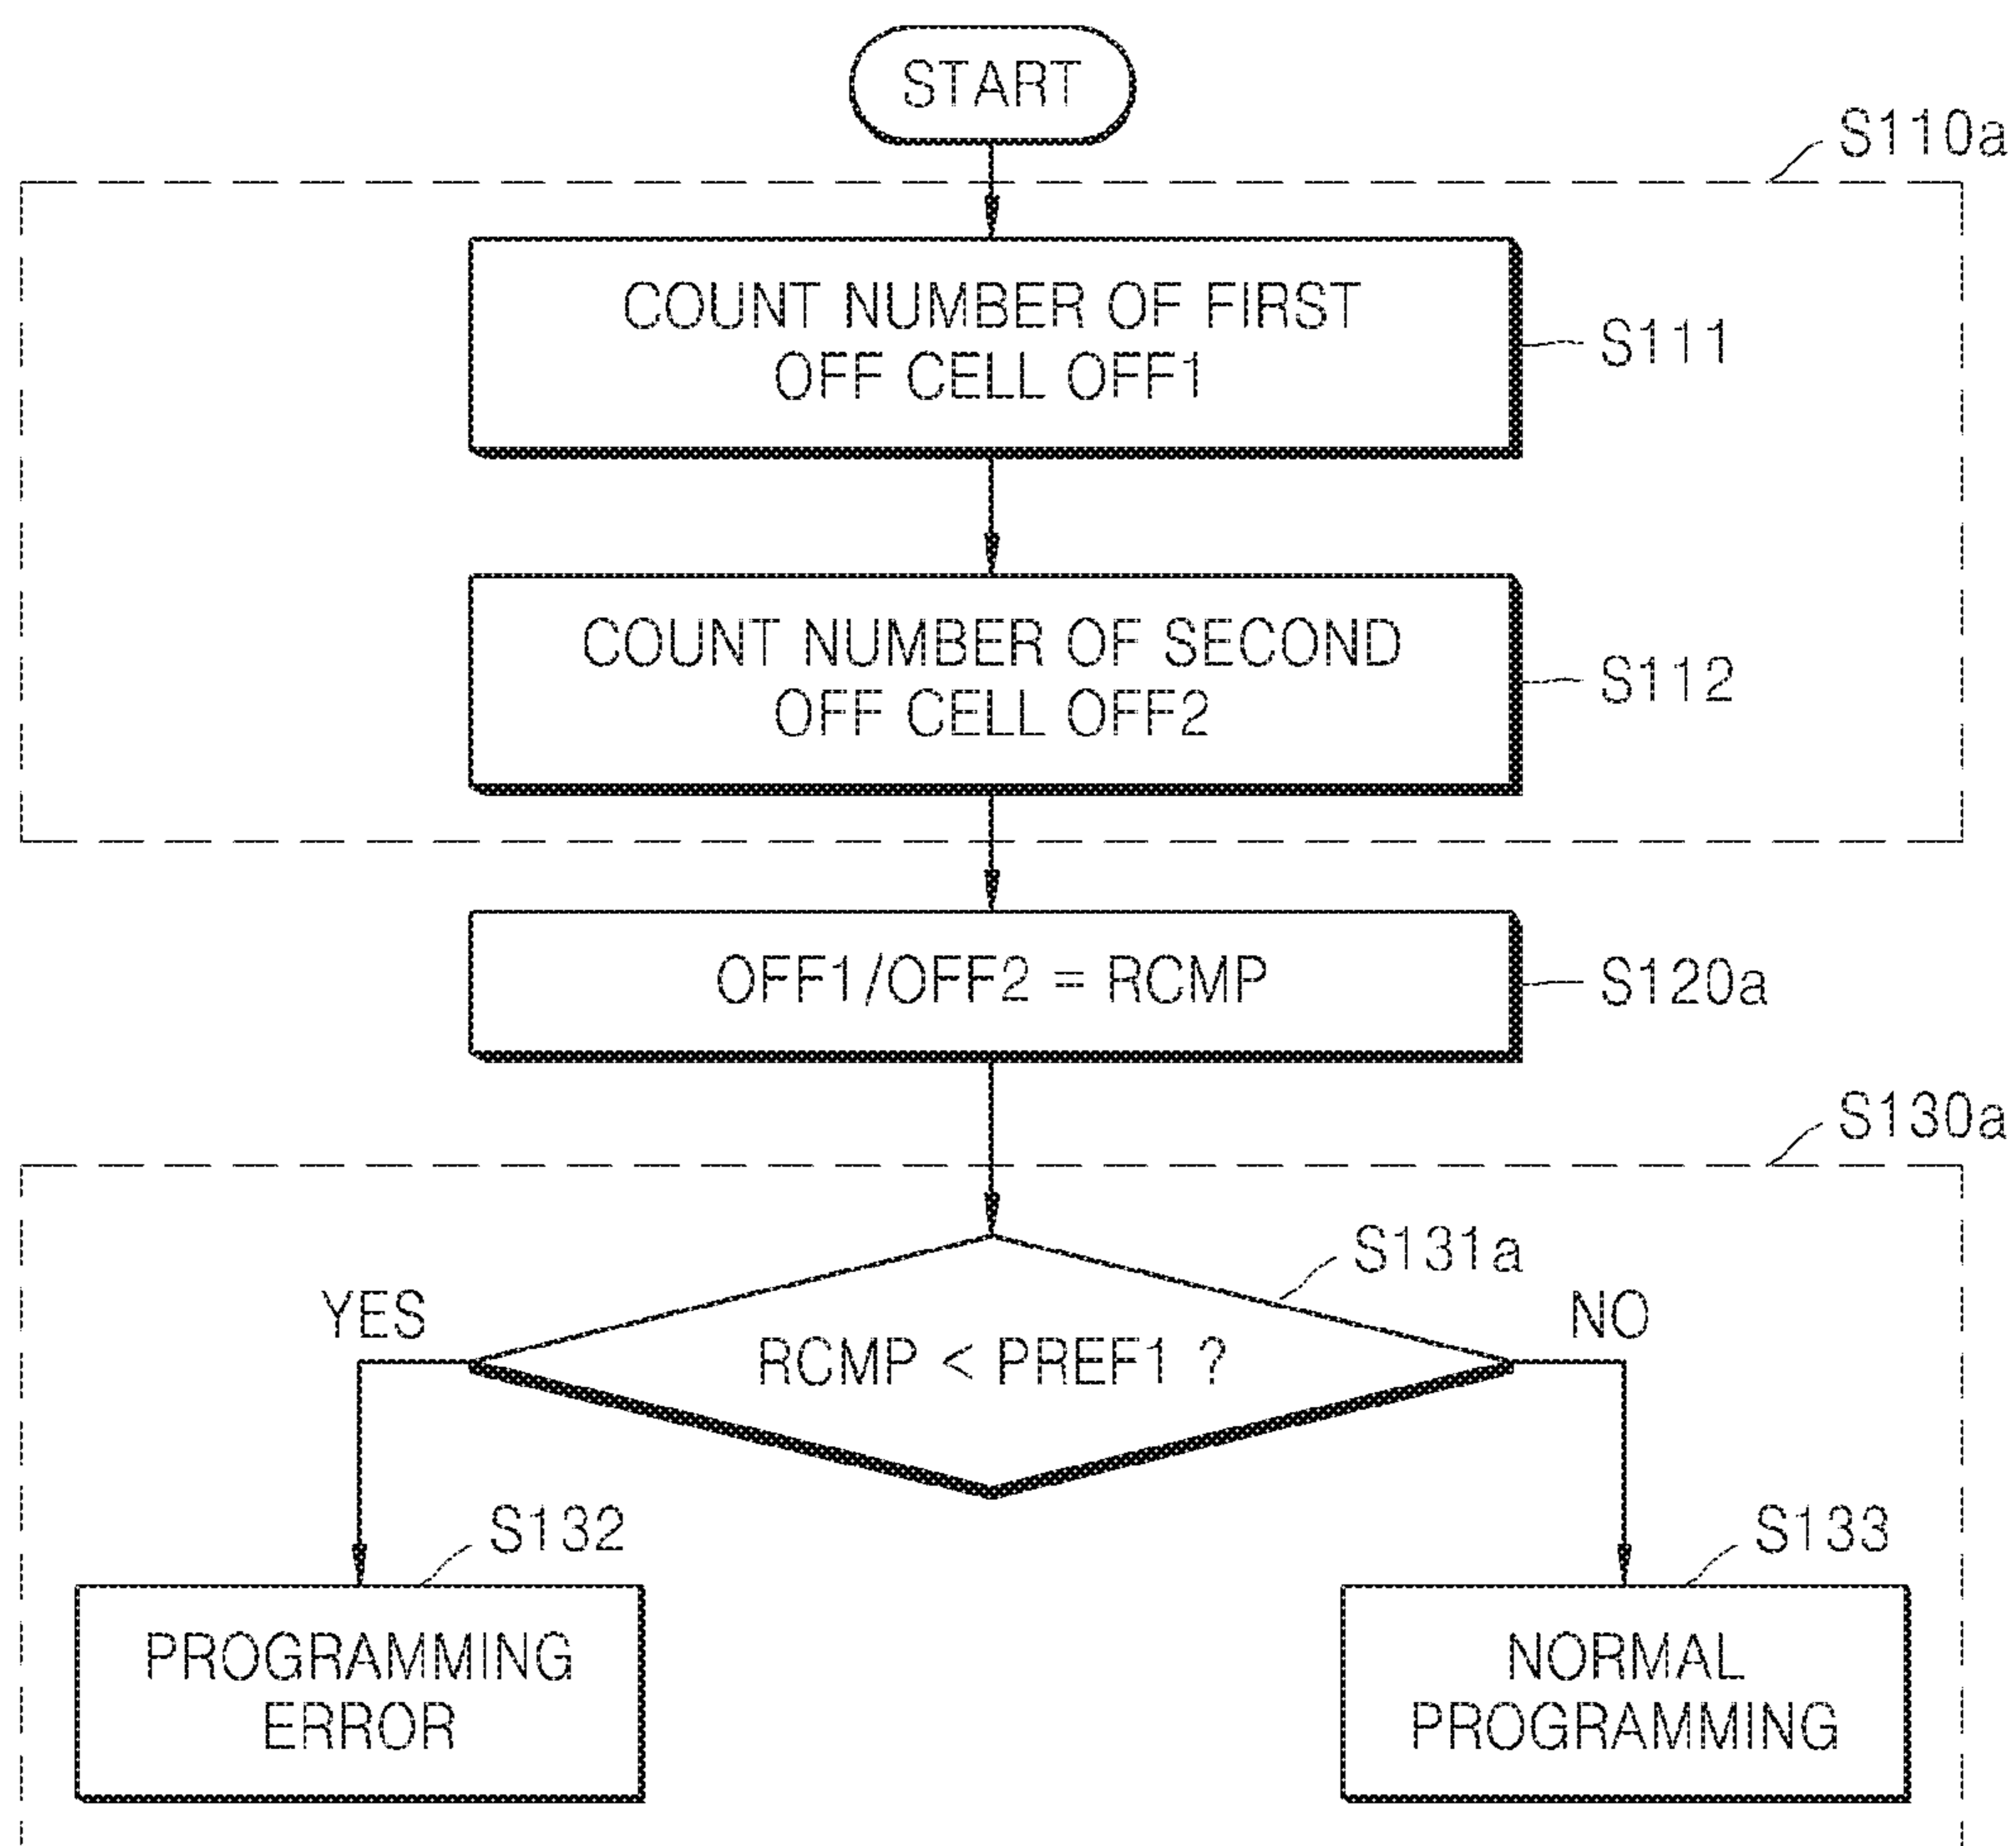 START
S110a
COUNT NUMBER OF FIRST
OFF CELL OFF1
S111
COUNT NUMBER OF SECOND
OFF CELL OFF2
S112
OFF1/OFF2 = RCMP
S120a
S130a
S131a
YES
RCMP < PREF1 ?
NO
S132
S133
PROGRAMMING
ERROR
NORMAL
PROGRAMMING